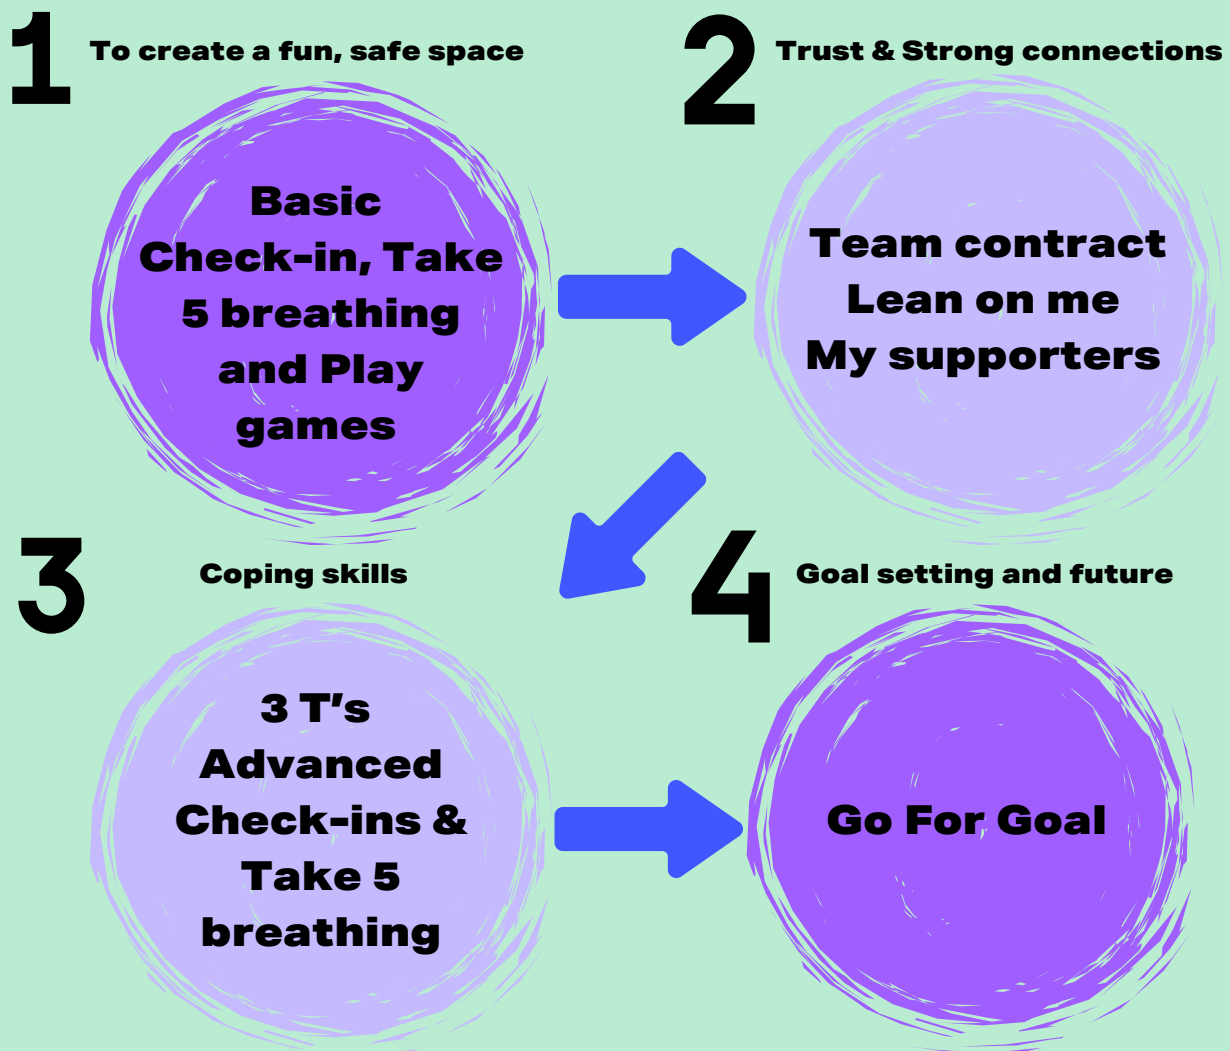 1
To create a fun, safe space
Basic
Check-in, Take
5 breathing
and Play
games
2
Trust & Strong connections
Team contract
Lean on me
My supporters
3
Coping skills
3 T's
Advanced
Check-ins &
Take 5
breathing
4
Goal setting and future
Go For Goal